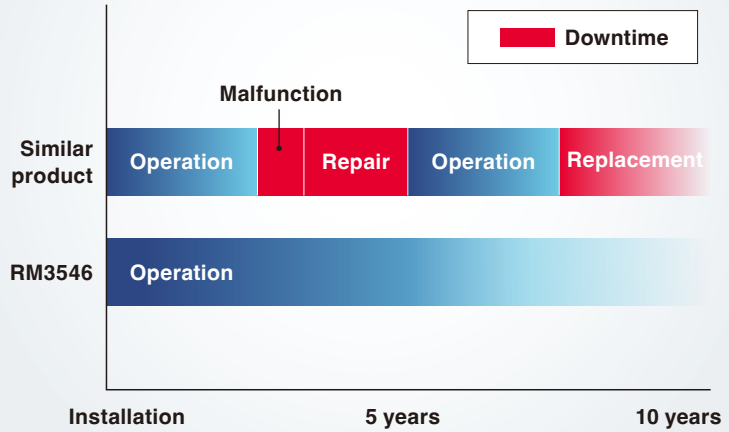 Downtime
Malfunction
Similar
product
Operation
Repair
Operation
Replacement
RM3546
Operation
Installation
5 years
10 years